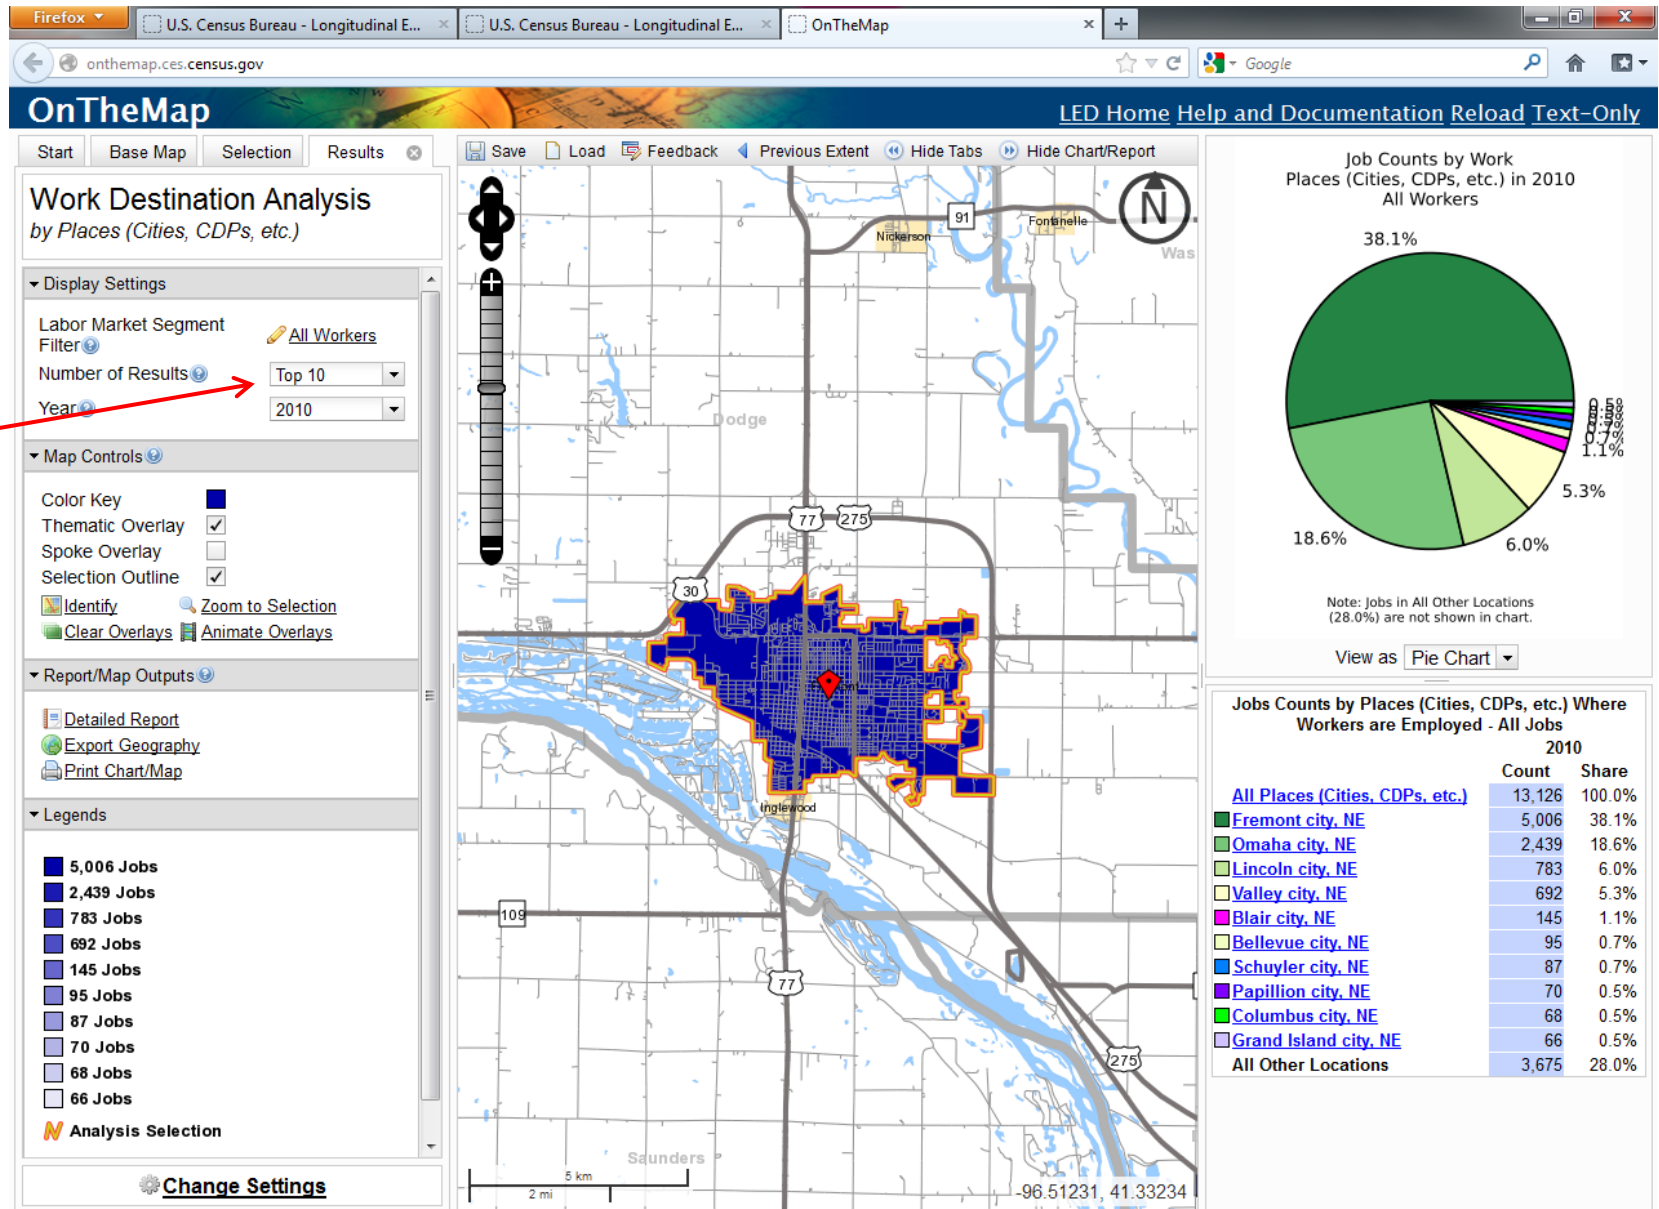 Firefox
U.S. Census Bureau - Longitudinal E...
U.S. Census Bureau - Longitudinal E...
OnTheMap
onthemap.ces.census.gov
Google
OnTheMap
LED Home Help and Documentation Reload Text-Only
Start Base Map Selection Results
Save Load Feedback Previous Extent Hide Tabs Hide Chart/Report
Work Destination Analysis
by Places (Cities, CDPs, etc.)
Display Settings
Labor Market Segment
Filter
All Workers
Number of Results
Top 10
Year
2010
Map Controls
Color Key
Thematic Overlay
Spoke Overlay
Selection Outline
Identify Zoom to Selection
Clear Overlays Animate Overlays
Report/Map Outputs
Detailed Report
Export Geography
Print Chart/Map
Legends
5,006 Jobs
2,439 Jobs
783 Jobs
692 Jobs
145 Jobs
95 Jobs
87 Jobs
70 Jobs
68 Jobs
66 Jobs
Analysis Selection
Change Settings
N
91
Nickerson
Fontanelle
Was
Dodge
77
275
30
Inglewood
109
77
275
Saunders
5 km
2 mi
-96.51231, 41.33234
Job Counts by Work
Places (Cities, CDPs, etc.) in 2010
All Workers
38.1%
0.5%
0.7%
1.1%
5.3%
6.0%
18.6%
Note: Jobs in All Other Locations
(28.0%) are not shown in chart.
View as Pie Chart
Jobs Counts by Places (Cities, CDPs, etc.) Where
Workers are Employed - All Jobs
2010
Count Share
All Places (Cities, CDPs, etc.) 13,126 100.0%
Fremont city, NE 5,006 38.1%
Omaha city, NE 2,439 18.6%
Lincoln city, NE 783 6.0%
Valley city, NE 692 5.3%
Blair city, NE 145 1.1%
Bellevue city, NE 95 0.7%
Schuyler city, NE 87 0.7%
Papillion city, NE 70 0.5%
Columbus city, NE 68 0.5%
Grand Island city, NE 66 0.5%
All Other Locations 3,675 28.0%